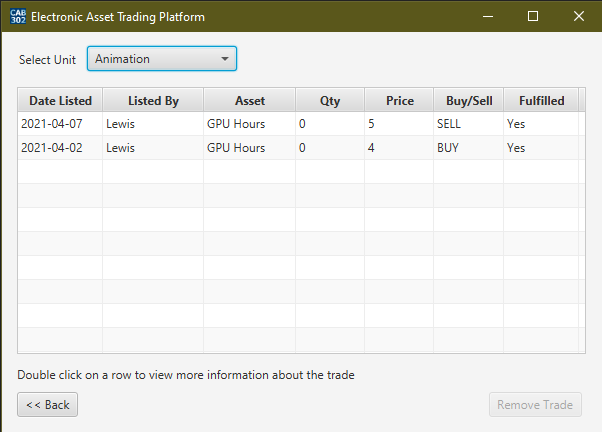 CAB 302 Electronic Asset Trading Platform
Select Unit Animation
Date Listed Listed By Asset Qty Price Buy/Sell Fulfilled
2021-04-07 Lewis GPU Hours 0 5 SELL Yes
2021-04-02 Lewis GPU Hours 0 4 BUY Yes
Double click on a row to view more information about the trade
<< Back Remove Trade